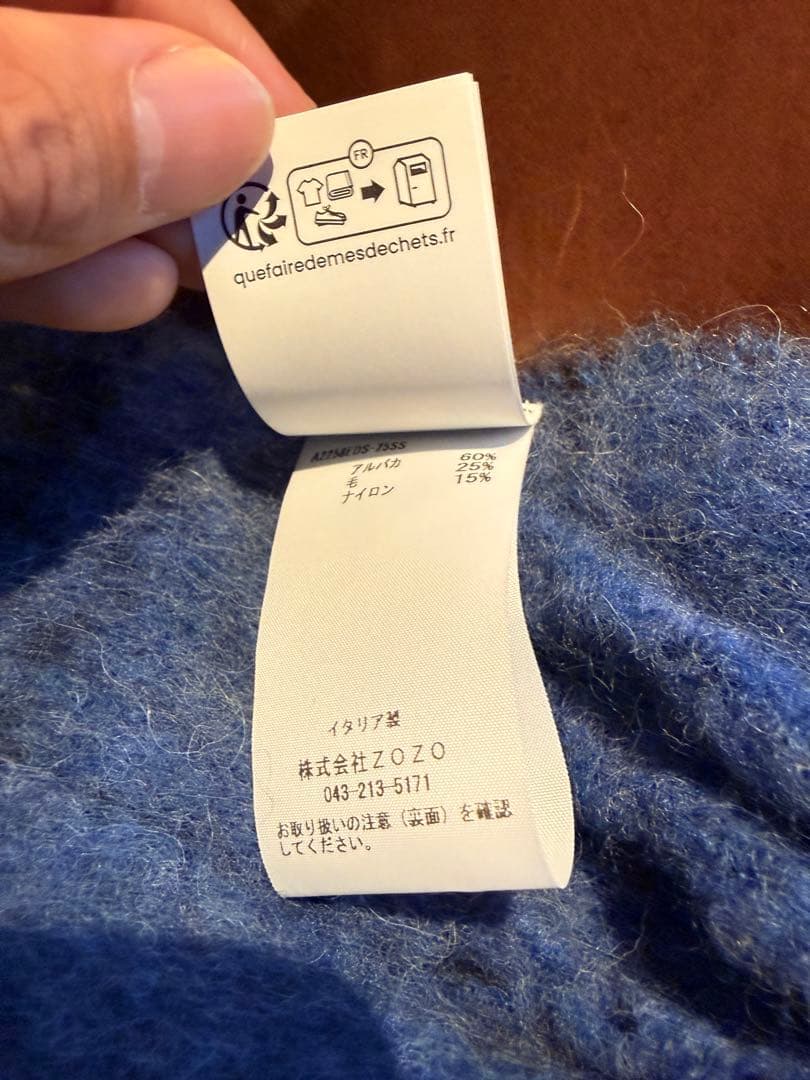 FR
quefairedemesdechets.fr
アルパカ 60%
毛 25%
ナイロン 15%
イタリア製
株式会社ZOZO
043-213-5171
お取り扱いの注意(裏面)を確認
してください。